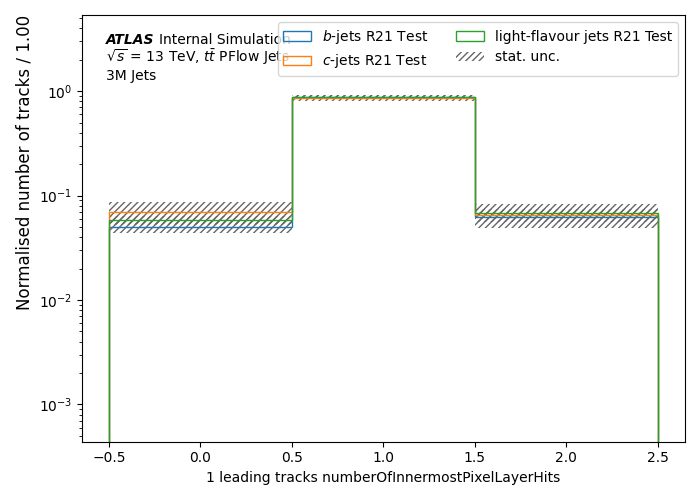 ATLAS Internal Simulation
√s = 13 TeV, tt̄ PFlow Jets
3M Jets
b-jets R21 Test
c-jets R21 Test
light-flavour jets R21 Test
stat. unc.
Normalised number of tracks / 1.00
10⁰
10⁻¹
10⁻²
10⁻³
−0.5 0.0 0.5 1.0 1.5 2.0 2.5
1 leading tracks numberOfInnermostPixelLayerHits